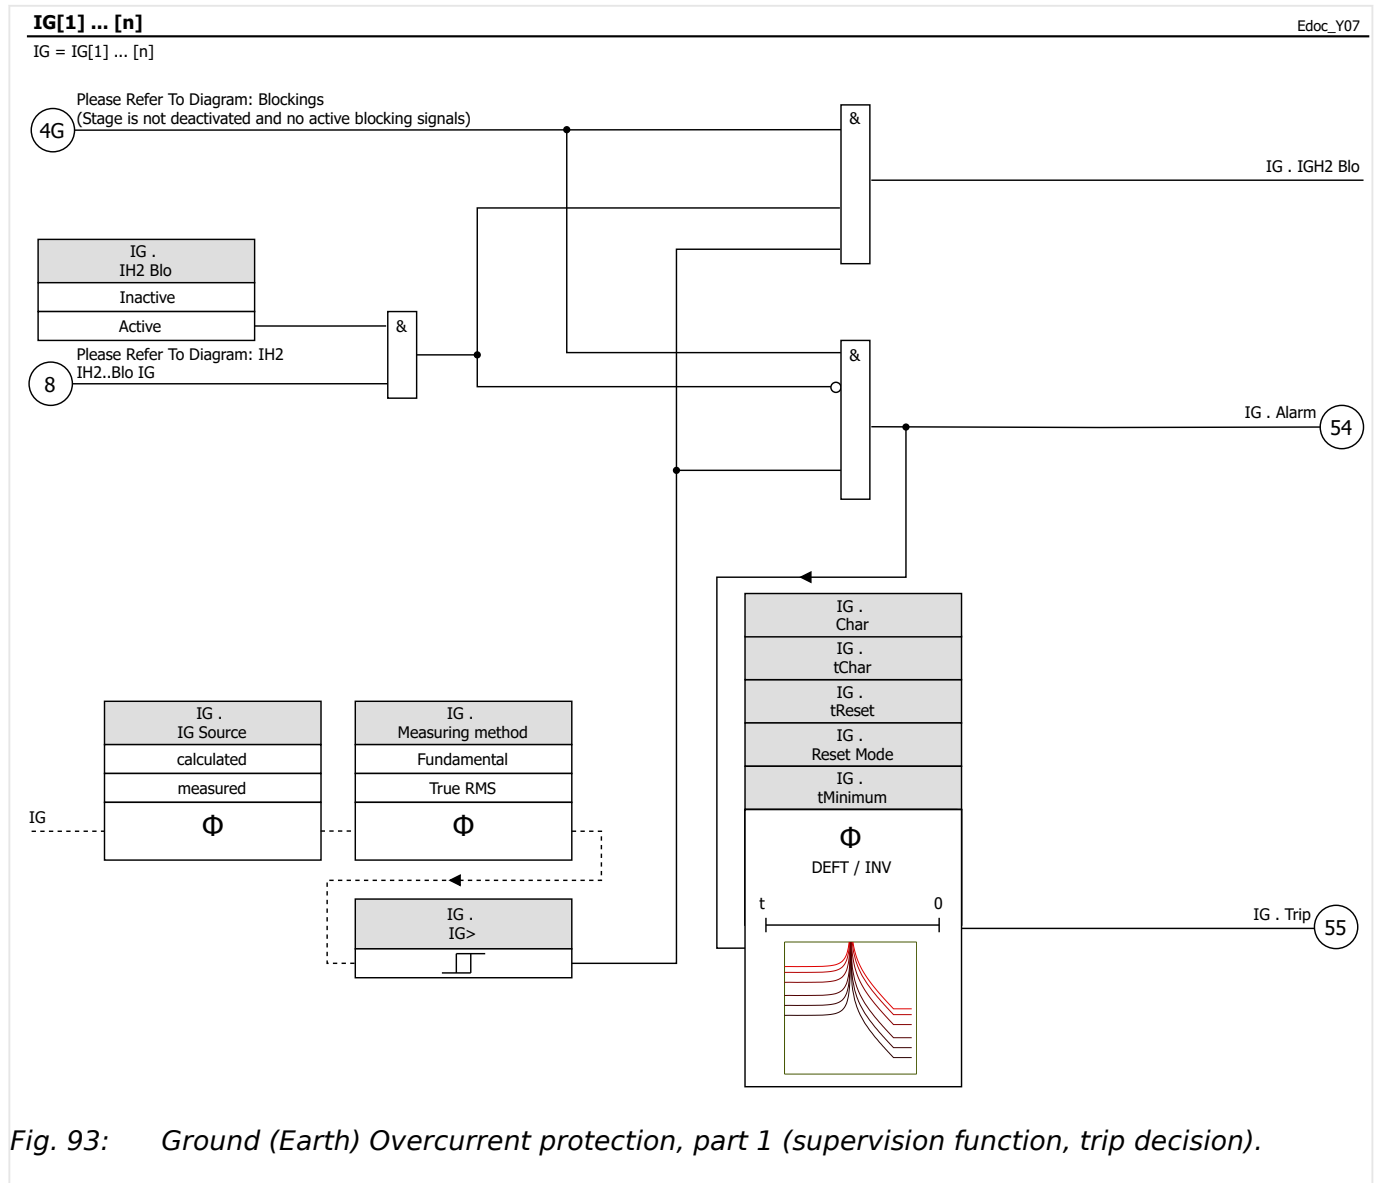 IG[1] ... [n]
Edoc_Y07
IG = IG[1] ... [n]
Please Refer To Diagram: Blockings
4G
(Stage is not deactivated and no active blocking signals)
&
IG . IGH2 Blo
IG .
IH2 Blo
Inactive
Active
&
Please Refer To Diagram: IH2
8
IH2..Blo IG
&
IG . Alarm
54
IG .
Char
IG .
tChar
IG .
tReset
IG .
Reset Mode
IG .
tMinimum
Φ
DEFT / INV
t 0
IG . Trip
55
IG .
IG Source
calculated
measured
Φ
IG .
Measuring method
Fundamental
True RMS
Φ
IG
IG .
IG>
Fig. 93: Ground (Earth) Overcurrent protection, part 1 (supervision function, trip decision).